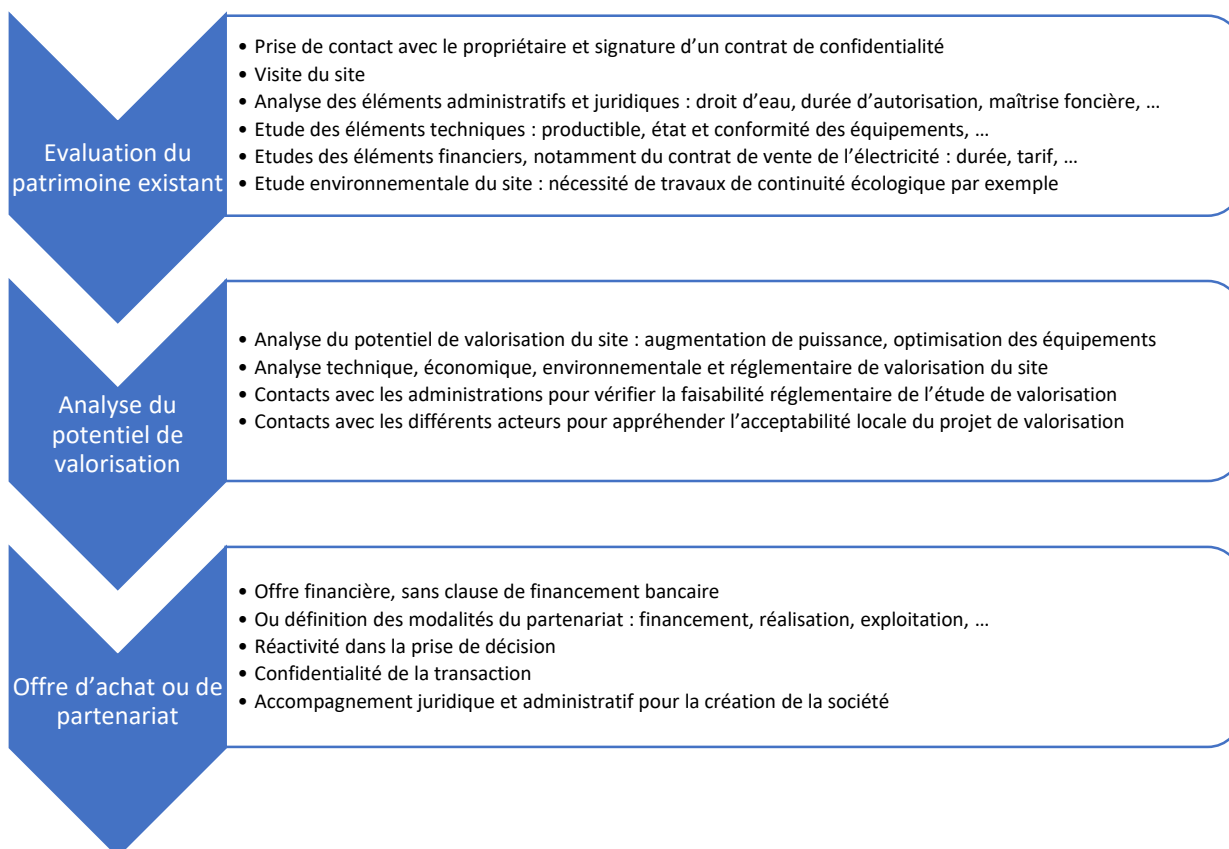 Evaluation du
patrimoine existant
• Prise de contact avec le propriétaire et signature d’un contrat de confidentialité
• Visite du site
• Analyse des éléments administratifs et juridiques : droit d’eau, durée d’autorisation, maîtrise foncière, …
• Etude des éléments techniques : productible, état et conformité des équipements, …
• Etudes des éléments financiers, notamment du contrat de vente de l’électricité : durée, tarif, …
• Etude environnementale du site : nécessité de travaux de continuité écologique par exemple
Analyse du
potentiel de
valorisation
• Analyse du potentiel de valorisation du site : augmentation de puissance, optimisation des équipements
• Analyse technique, économique, environnementale et réglementaire de valorisation du site
• Contacts avec les administrations pour vérifier la faisabilité réglementaire de l’étude de valorisation
• Contacts avec les différents acteurs pour appréhender l’acceptabilité locale du projet de valorisation
Offre d’achat ou de
partenariat
• Offre financière, sans clause de financement bancaire
• Ou définition des modalités du partenariat : financement, réalisation, exploitation, …
• Réactivité dans la prise de décision
• Confidentialité de la transaction
• Accompagnement juridique et administratif pour la création de la société